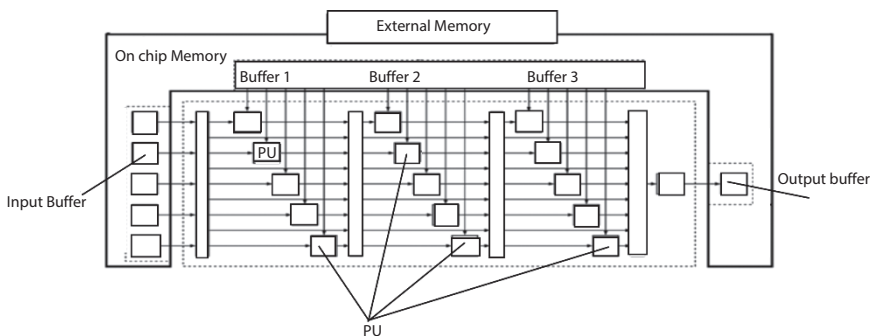 External Memory
On chip Memory
Buffer 1
Buffer 2
Buffer 3
PU
Input Buffer
Output buffer
PU